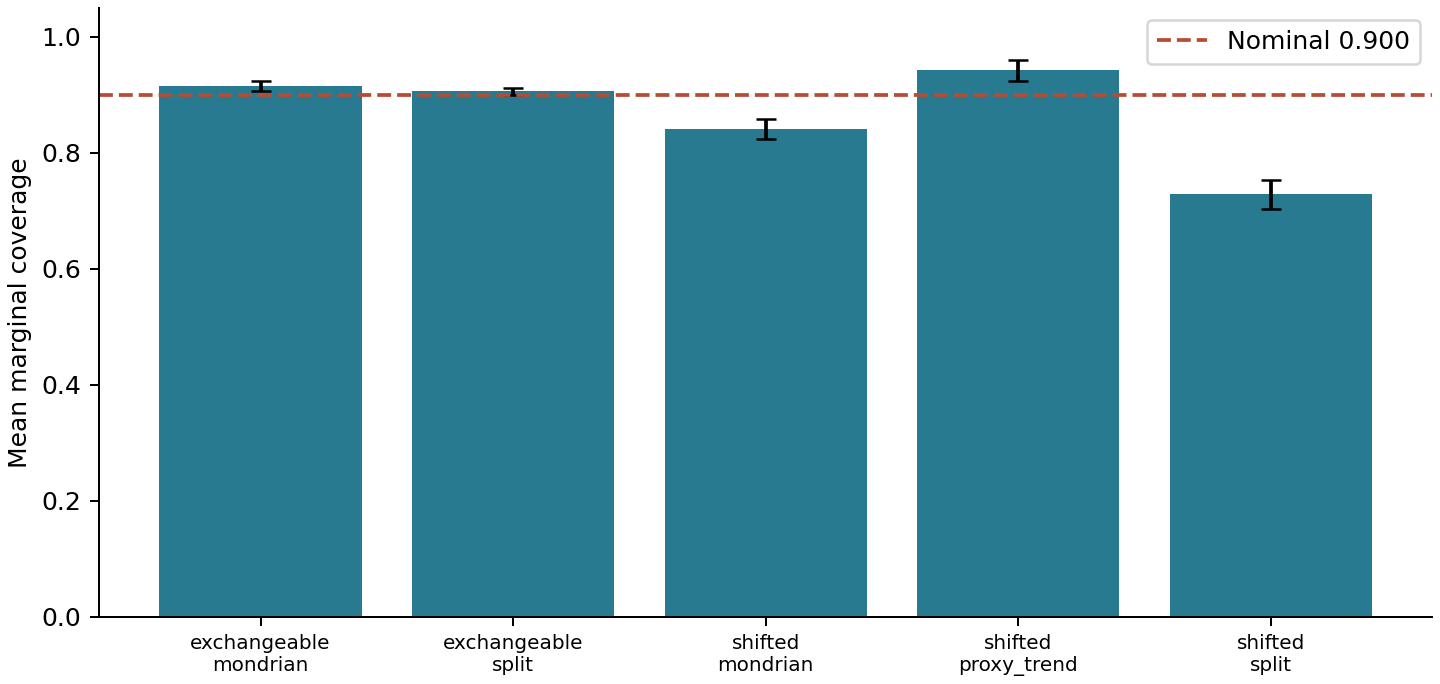 Nominal 0.900
Mean marginal coverage
1.0
0.8
0.6
0.4
0.2
0.0
exchangeable
mondrian
exchangeable
split
shifted
mondrian
shifted
proxy_trend
shifted
split